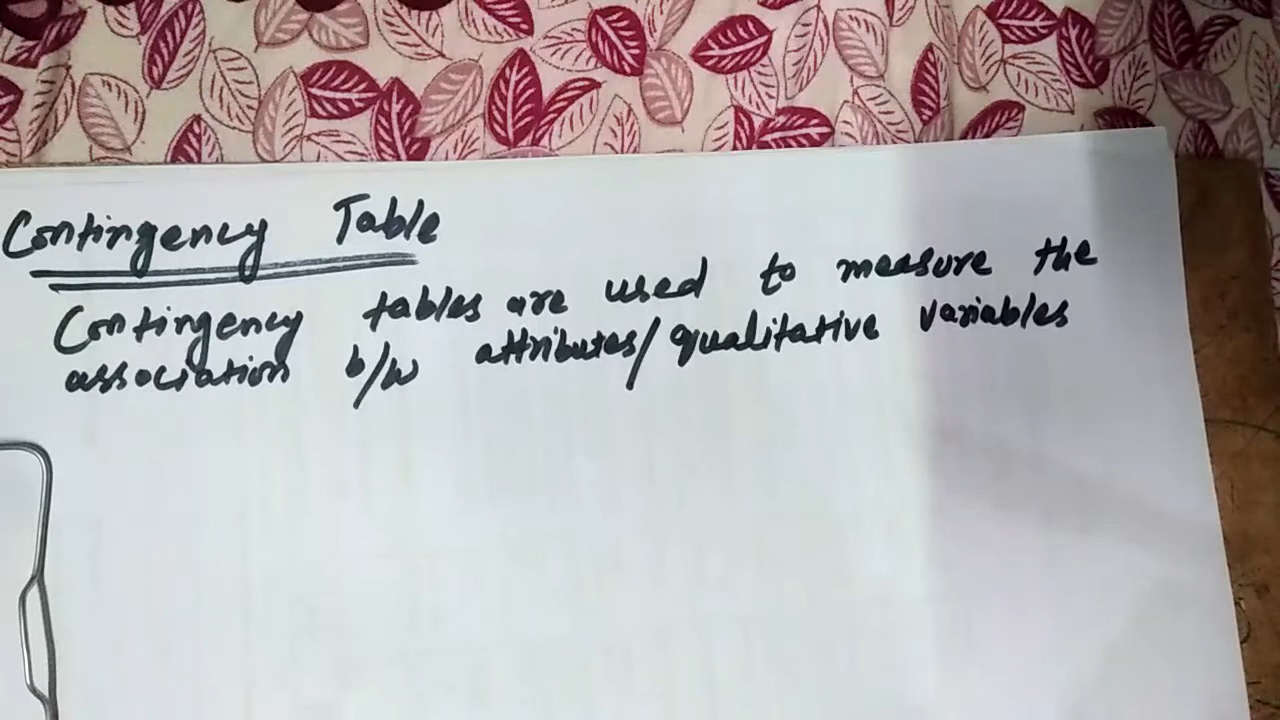 Contingency Table
Contingency tables are used to measure the
association b/w attributes/qualitative variables